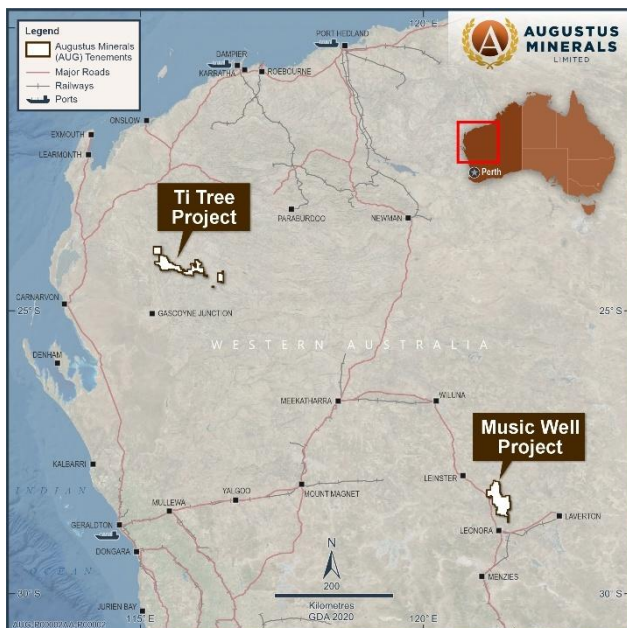 Legend
Augustus Minerals
(AUG) Tenements
Major Roads
Railways
Ports
120°E
PORT HEDLAND
AUGUSTUS
MINERALS
LIMITED
DAMPIER
KARRATHA
ROEBOURNE
ONSLOW
EXMOUTH
LEARMONTH
Perth
Ti Tree
Project
PARABURDOO
NEWMAN
CARNARVON
25°S
GASCOYNE JUNCTION
25°S
WESTERN AUSTRALIA
DENHAM
MEEKATHARRA
WILUNA
Music Well
Project
KALBARRI
LEINSTER
INDIAN
YALGOO
MOUNT MAGNET
MULLEWA
LAVERTON
GERALDTON
LEONORA
DONGARA
N
MENZIES
200
30°S
Kilometres
GDA 2020
30°S
JURIEN BAY
115°E
120°E